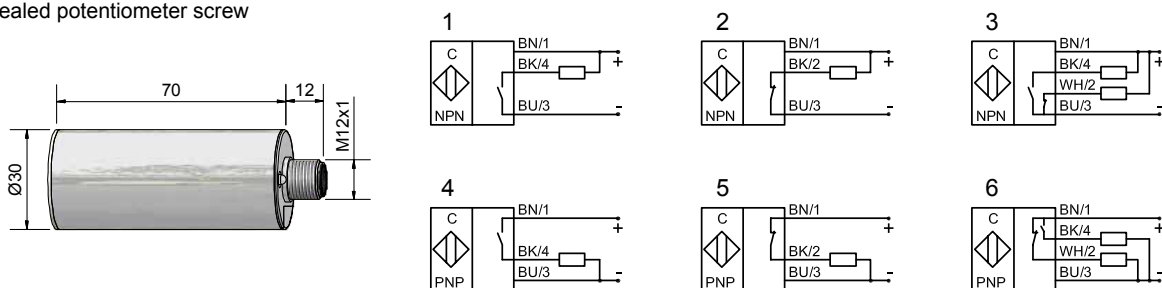 ealed potentiometer screw
70
12
M12x1
Ø30
1
C
NPN
BN/1
BK/4
BU/3
+
-
2
C
NPN
BN/1
BK/2
BU/3
+
-
3
C
NPN
BN/1
BK/4
WH/2
BU/3
+
-
4
C
PNP
BN/1
BK/4
BU/3
+
-
5
C
PNP
BN/1
BK/2
BU/3
+
-
6
C
PNP
BN/1
BK/4
WH/2
BU/3
+
-